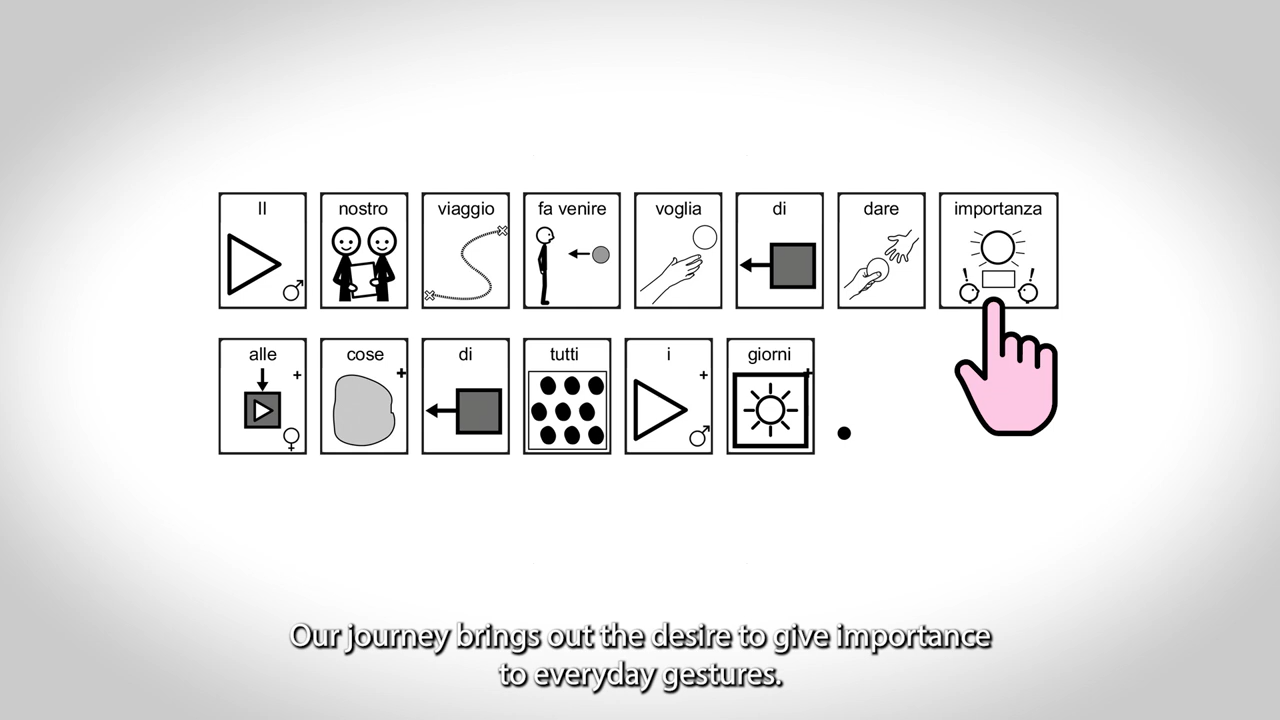 Il nostro viaggio fa venire voglia di dare importanza
alle cose di tutti i giorni .
Our journey brings out the desire to give importance
to everyday gestures.